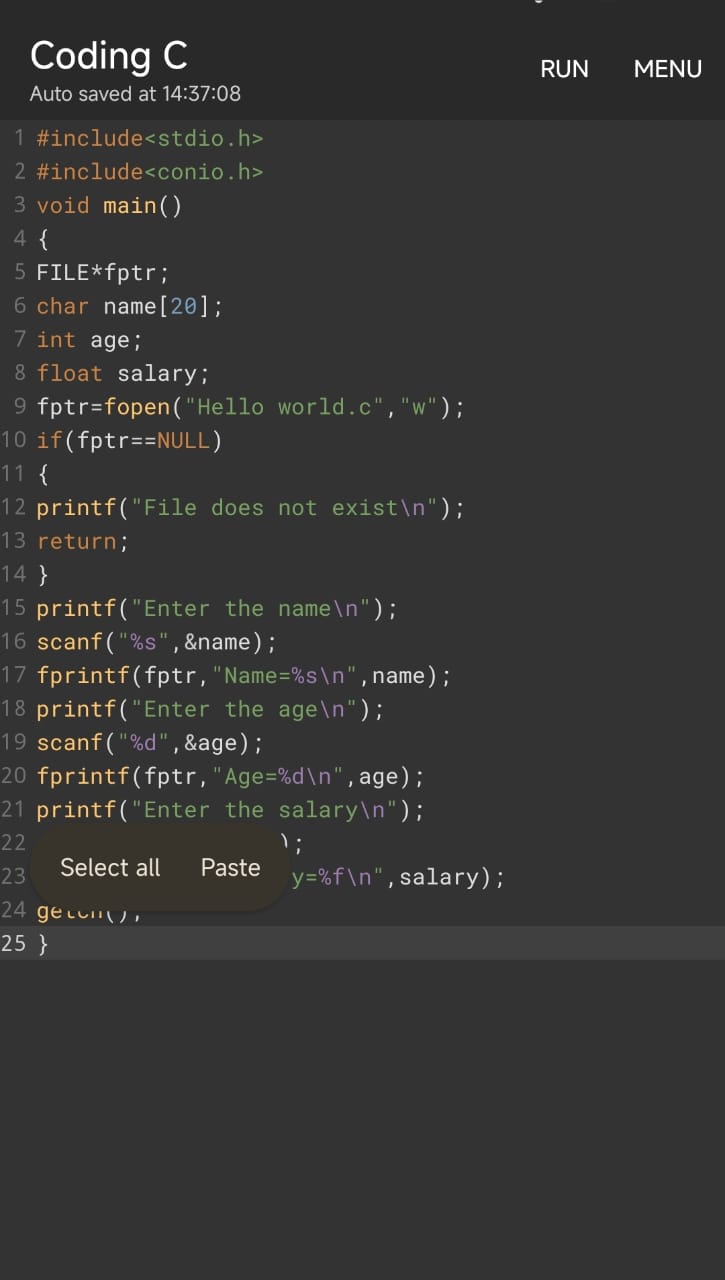 Coding C
RUN MENU
Auto saved at 14:37:08
1 #include<stdio.h>
2 #include<conio.h>
3 void main()
4 {
5 FILE*fptr;
6 char name[20];
7 int age;
8 float salary;
9 fptr=fopen("Hello world.c","w");
10 if(fptr==NULL)
11 {
12 printf("File does not exist\n");
13 return;
14 }
15 printf("Enter the name\n");
16 scanf("%s",&name);
17 fprintf(fptr,"Name=%s\n",name);
18 printf("Enter the age\n");
19 scanf("%d",&age);
20 fprintf(fptr,"Age=%d\n",age);
21 printf("Enter the salary\n");
22 );
Select all Paste
23 y=%f\n",salary);
24 getch();
25 }